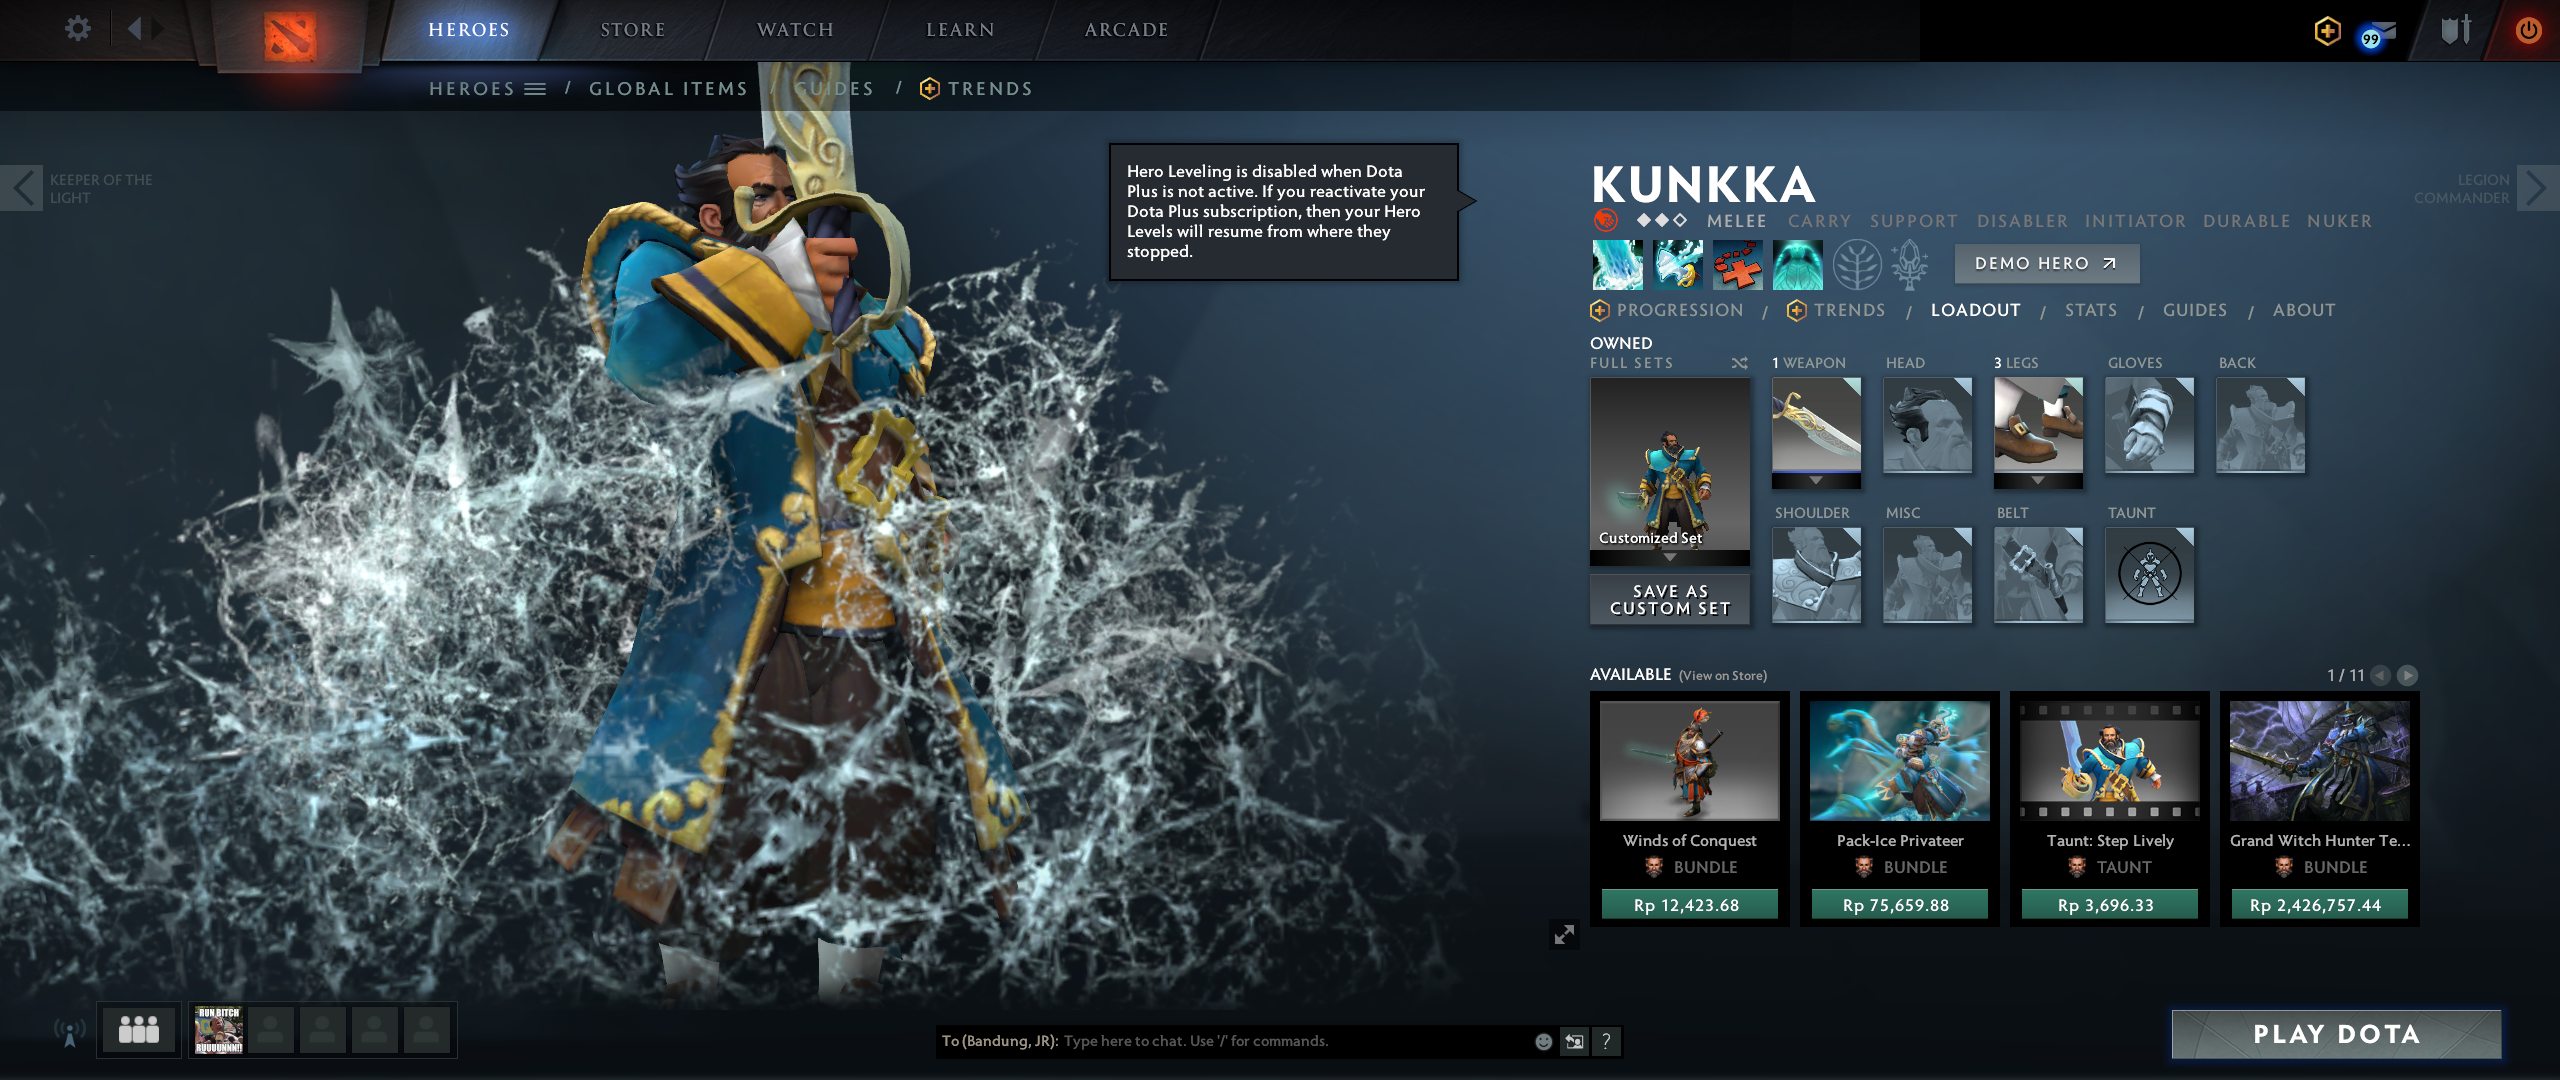 HEROES
STORE
WATCH
LEARN
ARCADE
99
HEROES / GLOBAL ITEMS / GUIDES / TRENDS
KEEPER OF THE
LIGHT
Hero Leveling is disabled when Dota
Plus is not active. If you reactivate your
Dota Plus subscription, then your Hero
Levels will resume from where they
stopped.
KUNKKA
LEGION
COMMANDER
MELEE CARRY SUPPORT DISABLER INITIATOR DURABLE NUKER
DEMO HERO
PROGRESSION / TRENDS / LOADOUT / STATS / GUIDES / ABOUT
OWNED
FULL SETS
1 WEAPON
HEAD
3 LEGS
GLOVES
BACK
Customized Set
SAVE AS
CUSTOM SET
SHOULDER
MISC
BELT
TAUNT
AVAILABLE (View on Store)
1 / 11
Winds of Conquest
BUNDLE
Rp 12,423.68
Pack-Ice Privateer
BUNDLE
Rp 75,659.88
Taunt: Step Lively
TAUNT
Rp 3,696.33
Grand Witch Hunter Te...
BUNDLE
Rp 2,426,757.44
RUN BITCH
RUUUUNNN!!
To (Bandung, JR): Type here to chat. Use '/' for commands.
?
PLAY DOTA